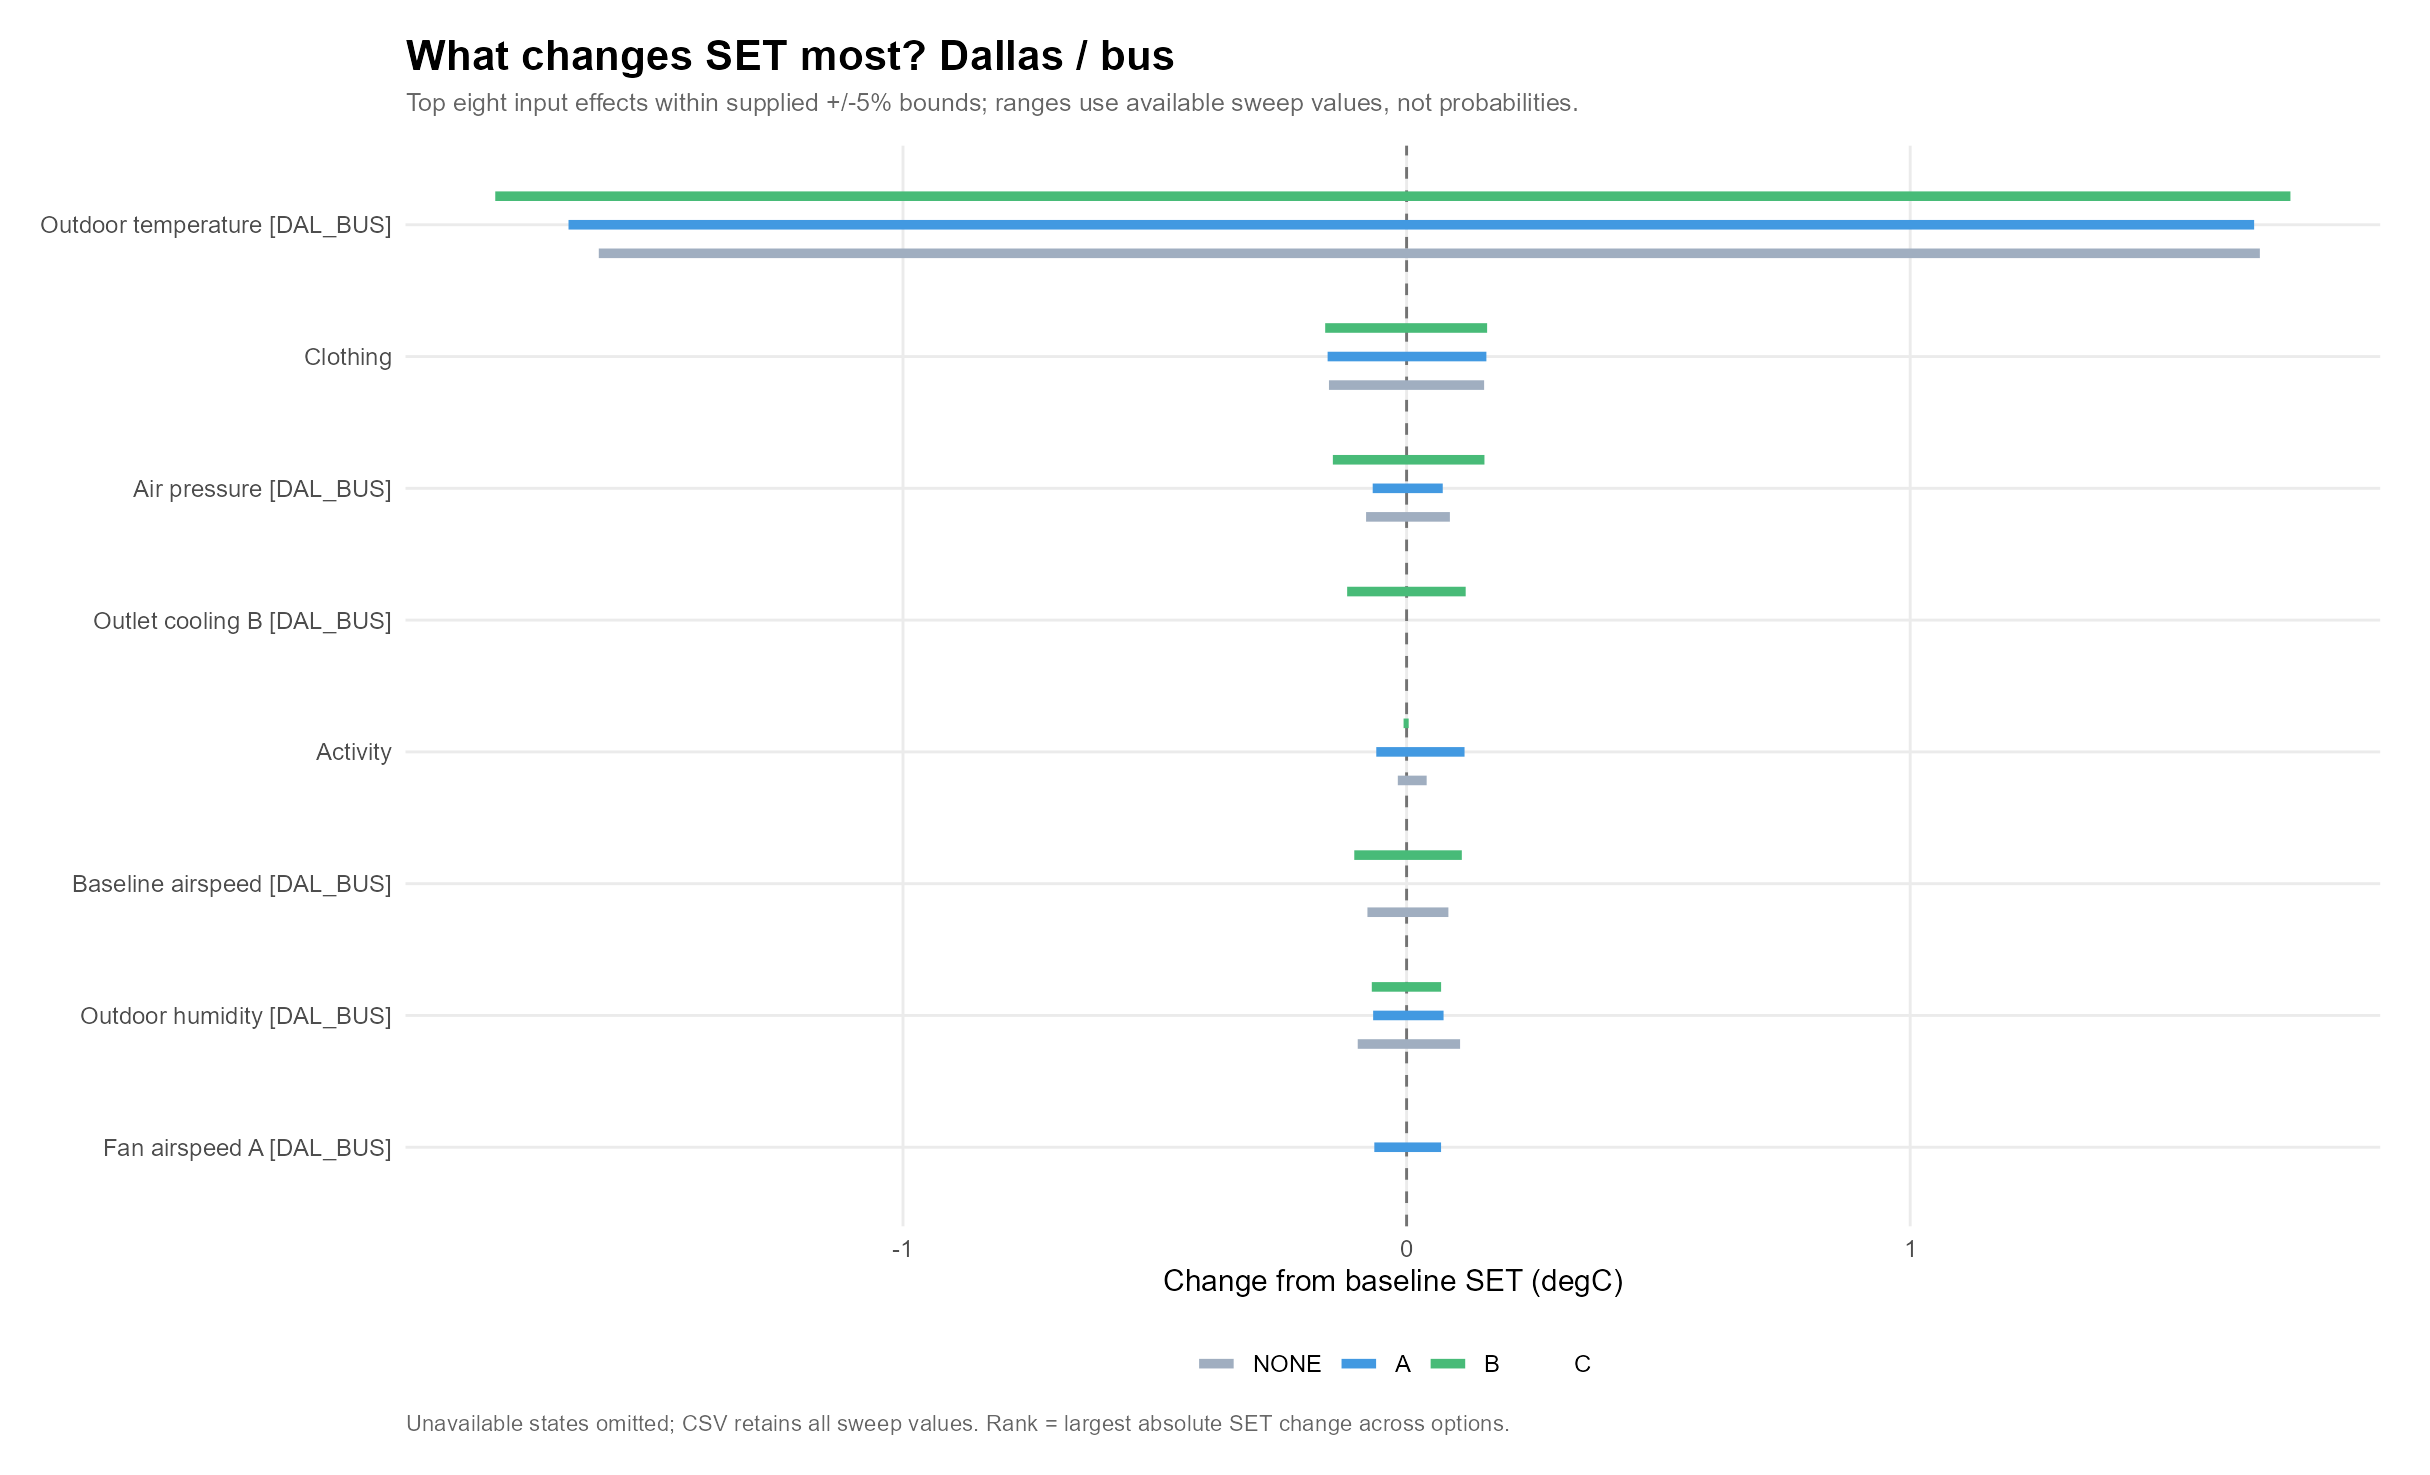 What changes SET most? Dallas / bus
Top eight input effects within supplied +/-5% bounds; ranges use available sweep values, not probabilities.
Outdoor temperature [DAL_BUS]
Clothing
Air pressure [DAL_BUS]
Outlet cooling B [DAL_BUS]
Activity
Baseline airspeed [DAL_BUS]
Outdoor humidity [DAL_BUS]
Fan airspeed A [DAL_BUS]
-1 0 1
Change from baseline SET (degC)
NONE A B C
Unavailable states omitted; CSV retains all sweep values. Rank = largest absolute SET change across options.